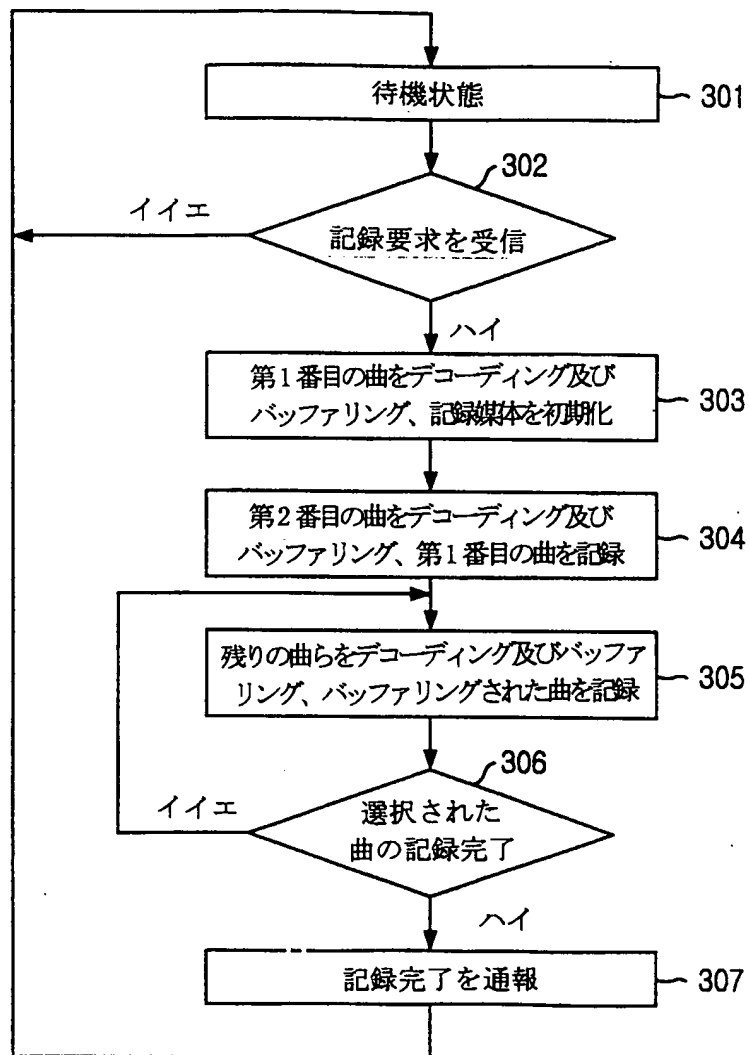 待機状態
301
302
イイエ
記録要求を受信
ハイ
第1番目の曲をデコーディング及び
バッファリング、記録媒体を初期化
303
第2番目の曲をデコーディング及び
バッファリング、第1番目の曲を記録
304
残りの曲らをデコーディング及びバッファ
リング、バッファリングされた曲を記録
305
306
イイエ
選択された
曲の記録完了
ハイ
記録完了を通報
307